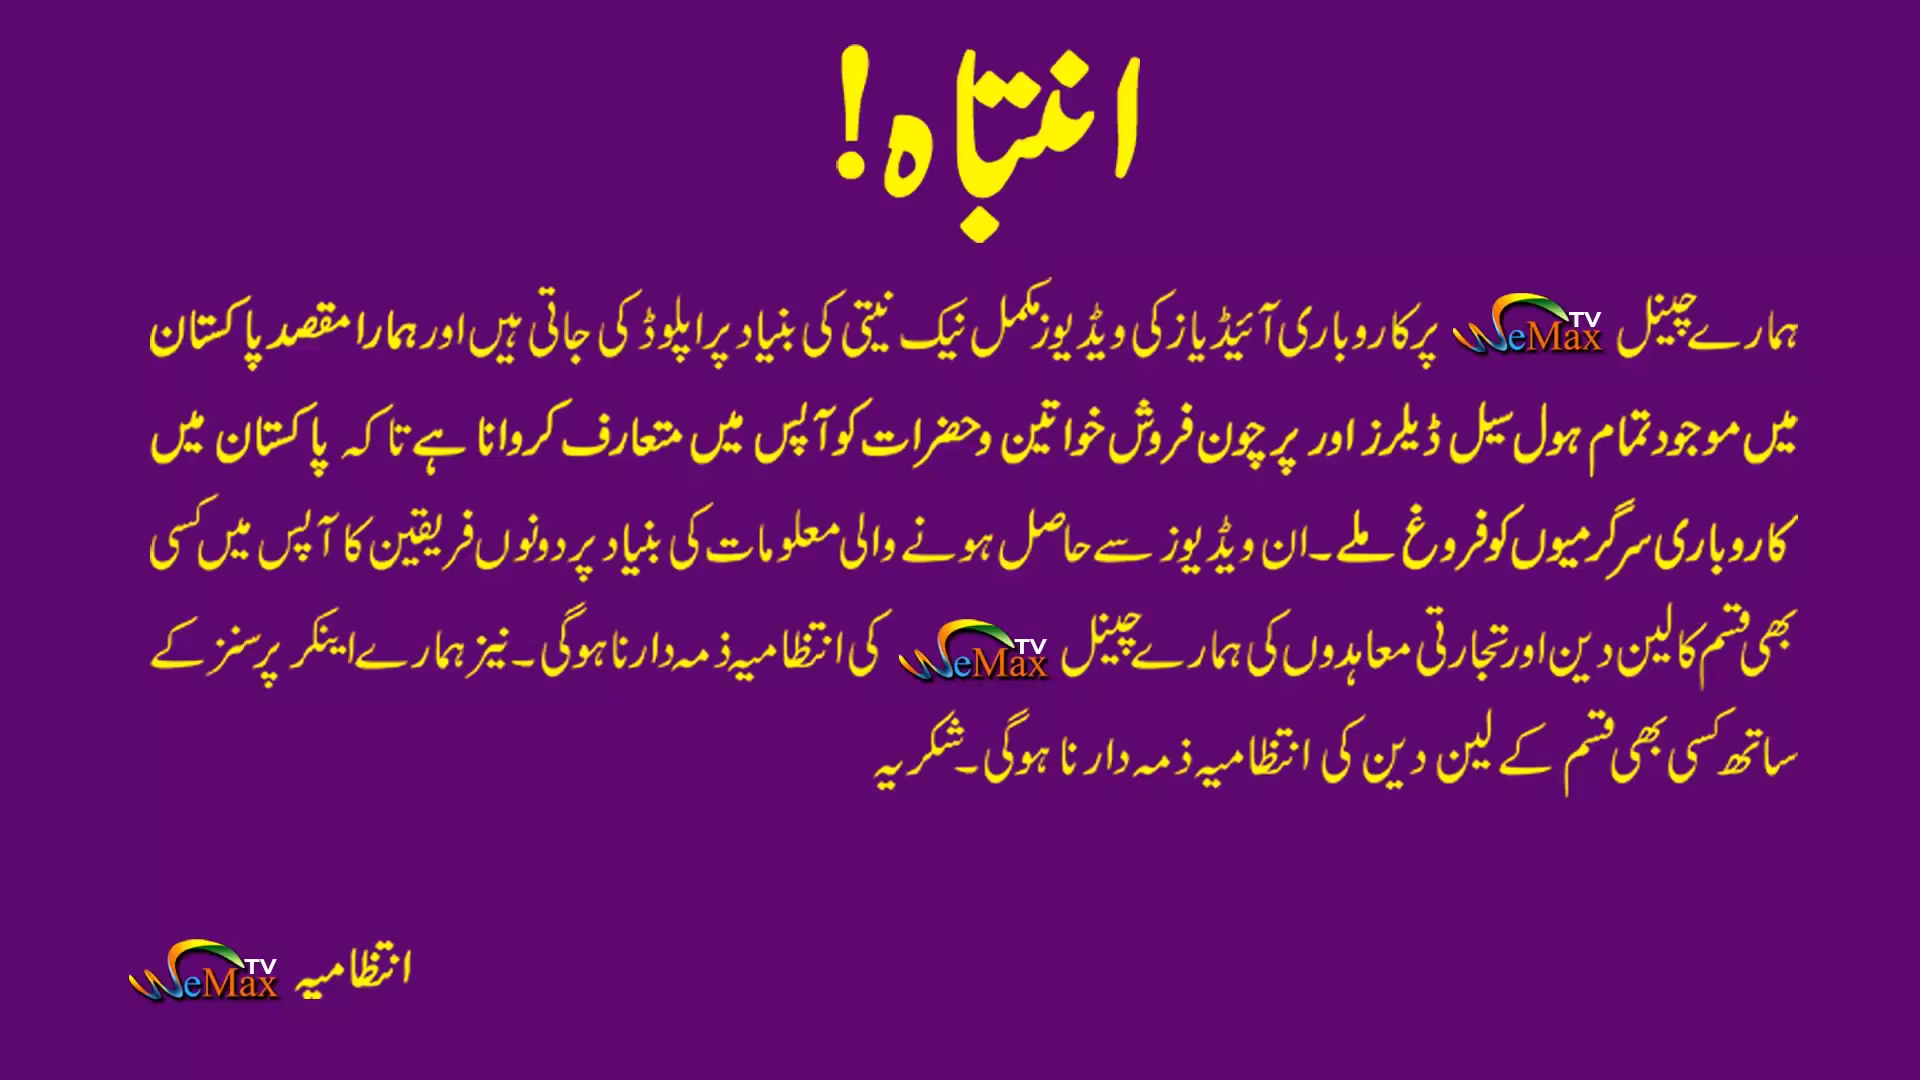 انتباہ!
ہمارے چینل WeMax TV پر کاروباری آئیڈیاز کی ویڈیوز مکمل نیک نیتی کی بنیاد پر اپلوڈ کی جاتی ہیں اور ہمارا مقصد پاکستان
میں موجود تمام ہول سیل ڈیلرز اور پرچون فروش خواتین وحضرات کو آپس میں متعارف کروانا ہے تا کہ پاکستان میں
کاروباری سرگرمیوں کو فروغ ملے۔ ان ویڈیوز سے حاصل ہونے والی معلومات کی بنیاد پر دونوں فریقین کا آپس میں کسی
بھی قسم کا لین دین اور تجارتی معاہدوں کی ہمارے چینل WeMax TV کی انتظامیہ ذمہ دار نا ہوگی۔ نیز ہمارے اینکر پرسنز کے
ساتھ کسی بھی قسم کے لین دین کی انتظامیہ ذمہ دار نا ہوگی۔ شکریہ
انتظامیہ WeMax TV